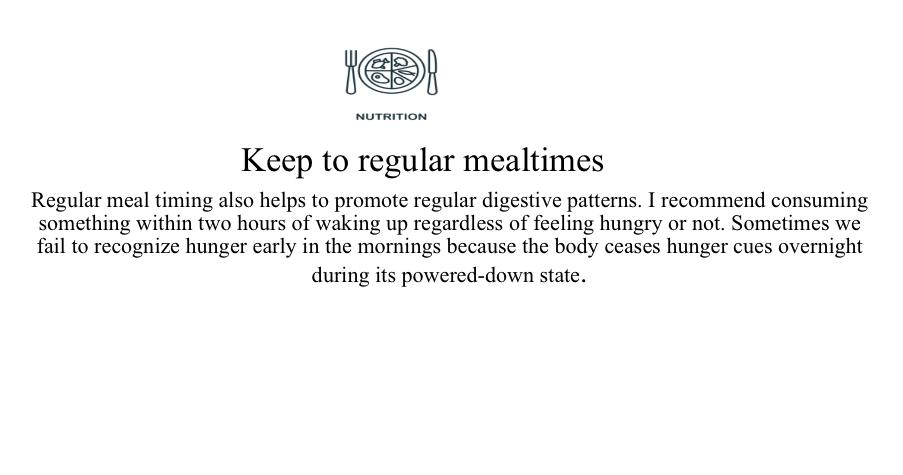 NUTRITION
Keep to regular mealtimes
Regular meal timing also helps to promote regular digestive patterns. I recommend consuming
something within two hours of waking up regardless of feeling hungry or not. Sometimes we
fail to recognize hunger early in the mornings because the body ceases hunger cues overnight
during its powered-down state.